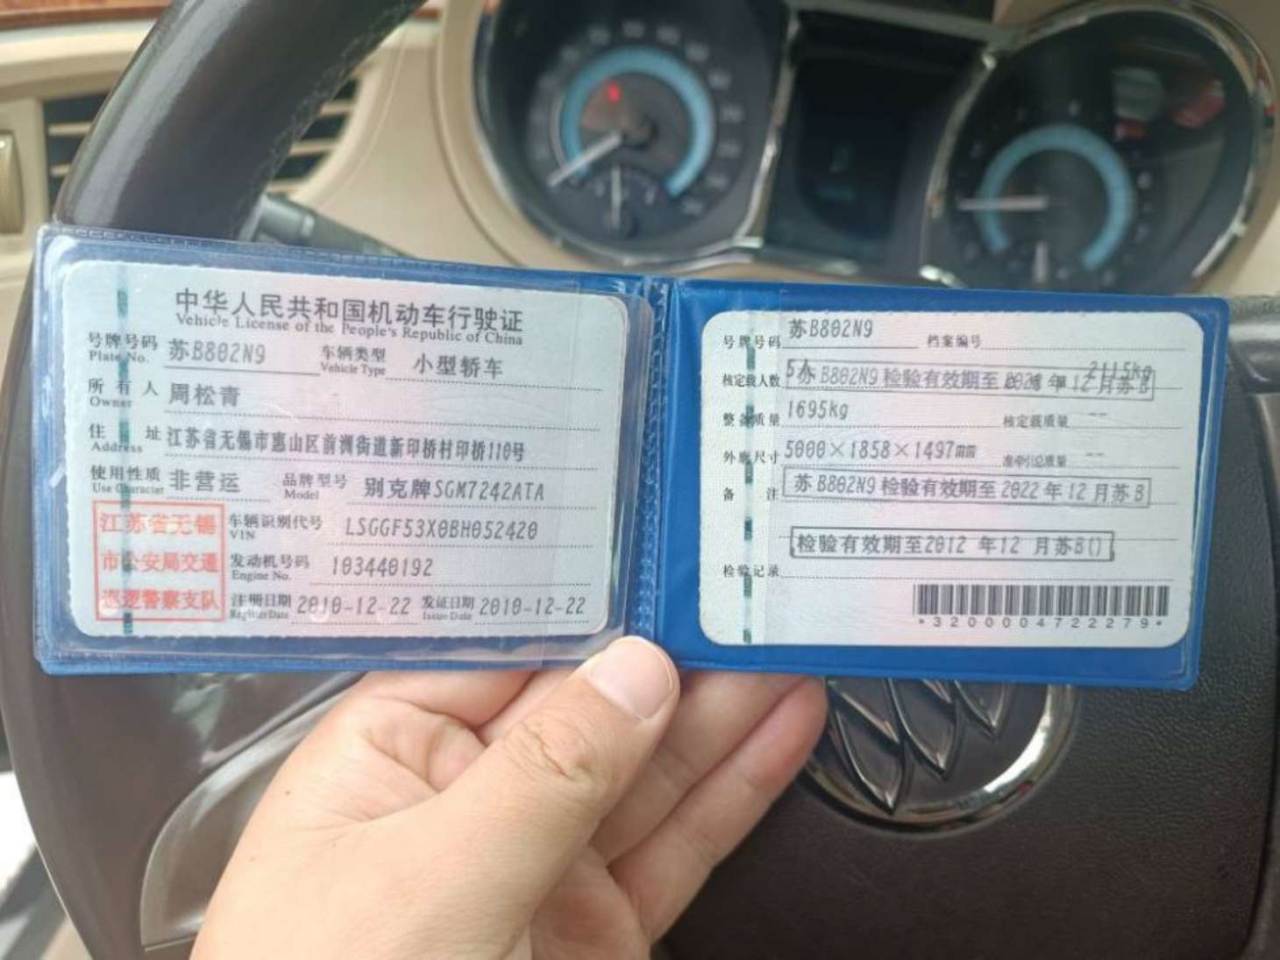 中华人民共和国机动车行驶证
Vehicle License of the People's Republic of China
号牌号码 苏B802N9 车辆类型 小型轿车
Plate No. Vehicle Type
所有人 周松青
Owner
住址 江苏省无锡市惠山区前洲街道新印桥村印桥110号
Address
使用性质 非营运 品牌型号 别克牌SGM7242ATA
Use Character Model
江苏省无锡
市公安局交通
巡逻警察支队
车辆识别代号 LSGGF53X0BH052420
VIN
发动机号码 103440192
Engine No.
注册日期 2010-12-22 发证日期 2010-12-22
Register Date Issue Date
号牌号码 苏B802N9 档案编号
核定载人数 5人 2115kg
苏B802N9 检验有效期至 年12月苏B
整备质量 1695kg 核定载质量 --
外廓尺寸 5000×1858×1497mm 准牵引总质量 --
备注 苏B802N9 检验有效期至 2022年12月苏B
检验有效期至2012 年12 月苏B()
检验记录
*3200004722279*